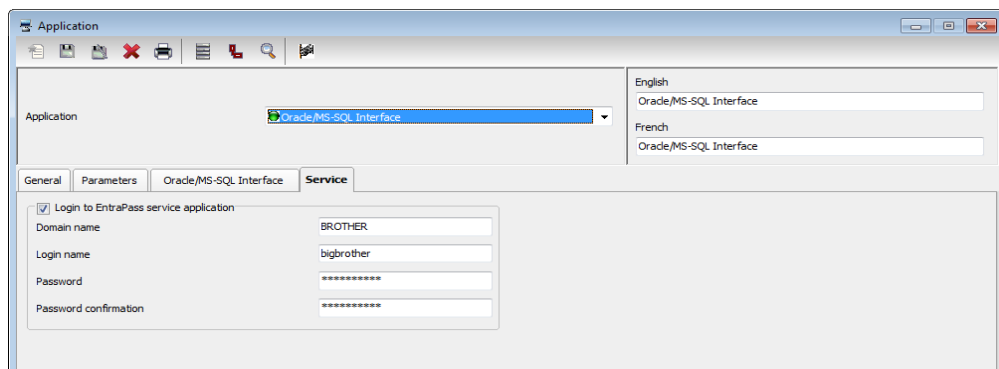 Application
English
Application
Oracle/MS-SQL Interface
Oracle/MS-SQL Interface
French
Oracle/MS-SQL Interface
General Parameters Oracle/MS-SQL Interface Service
Login to EntraPass service application
Domain name BROTHER
Login name bigbrother
Password **********
Password confirmation **********